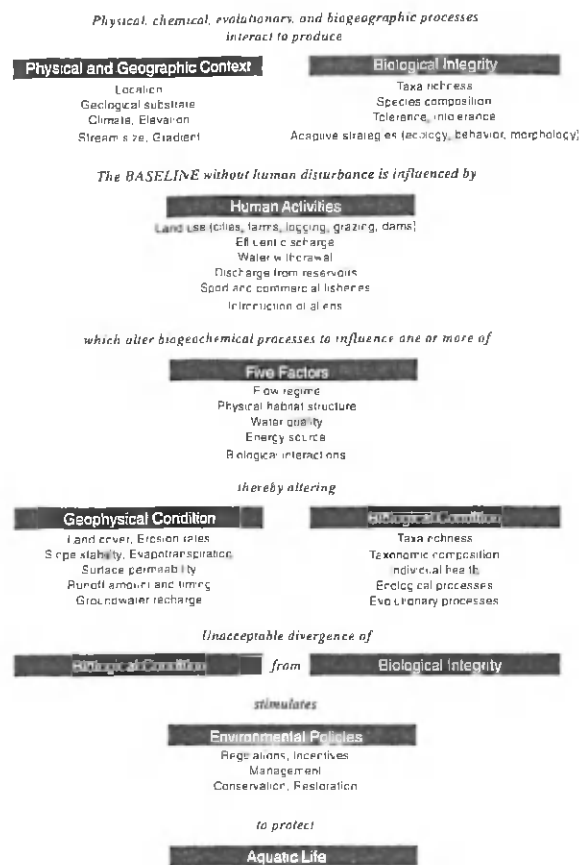 Physical, chemical, evolutionary, and biogeographic processes
interact to produce
Physical and Geographic Context
Location
Geological substrate
Climate, Elevation
Stream size, Gradient
Biological Integrity
Taxa richness
Species composition
Tolerance, intolerance
Adaptive strategies (ecology, behavior, morphology)
The BASELINE without human disturbance is influenced by
Human Activities
Land use (cities, farms, logging, grazing, dams)
Effluent discharge
Water withdrawal
Discharge from reservoirs
Sport and commercial fisheries
Introduction of aliens
which alter biogeochemical processes to influence one or more of
Five Factors
Flow regime
Physical habitat structure
Water quality
Energy source
Biological interactions
thereby altering
Geophysical Condition
Land cover, Erosion rates
Slope stability, Evapotranspiration
Surface permeability
Runoff amount and timing
Groundwater recharge
Biological Condition
Taxa richness
Taxonomic composition
Individual health
Ecological processes
Evolutionary processes
Unacceptable divergence of
Biological Condition from Biological Integrity
stimulates
Environmental Policies
Regulations, Incentives
Management
Conservation, Restoration
to protect
Aquatic Life